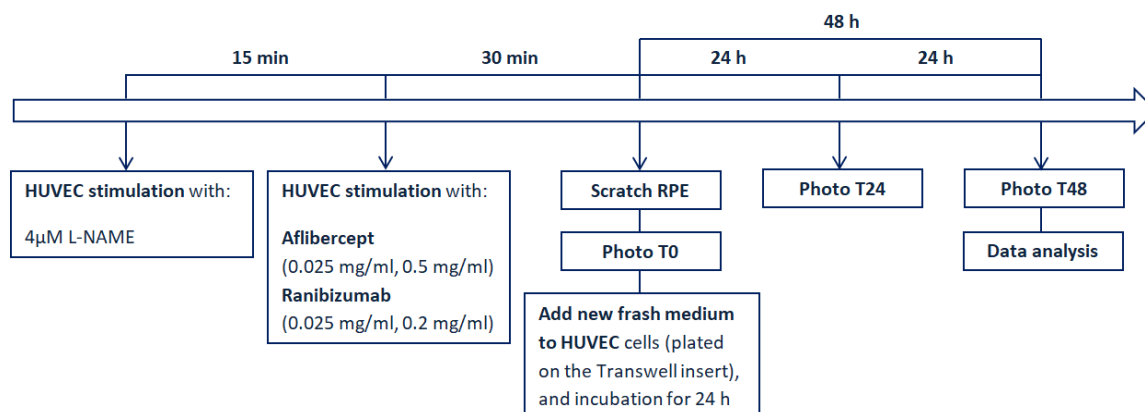 48 h
15 min
30 min
24 h
24 h
HUVEC stimulation with:
4µM L-NAME
HUVEC stimulation with:
Aflibercept
(0.025 mg/ml, 0.5 mg/ml)
Ranibizumab
(0.025 mg/ml, 0.2 mg/ml)
Scratch RPE
Photo T0
Add new frash medium
to HUVEC cells (plated
on the Transwell insert),
and incubation for 24 h
Photo T24
Photo T48
Data analysis